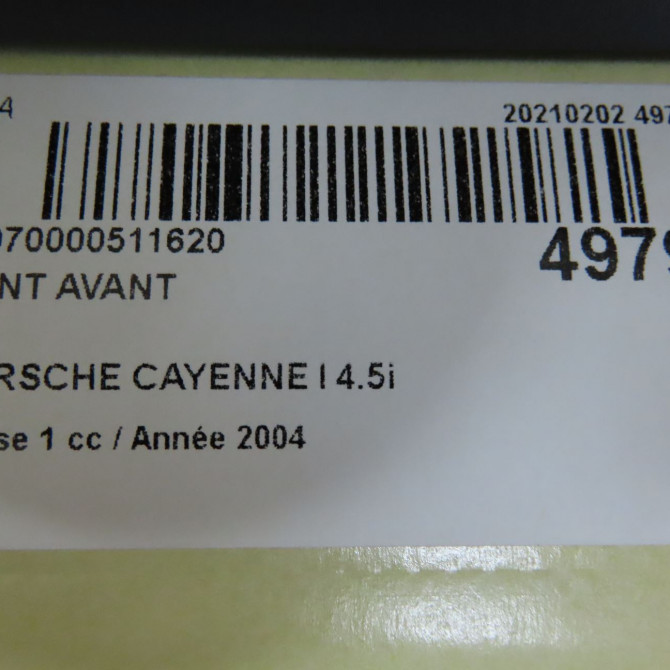 4
20210202 497
070000511620
4979
NT AVANT
RSCHE CAYENNE I 4.5i
se 1 cc / Année 2004